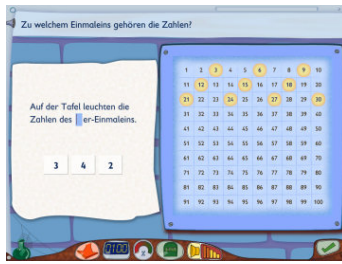 Zu welchem Einmaleins gehören die Zahlen?
Auf der Tafel leuchten die
Zahlen des er-Einmaleins.
3 4 2
1 2 3 4 5 6 7 8 9 10
11 12 13 14 15 16 17 18 19 20
21 22 23 24 25 26 27 28 29 30
31 32 33 34 35 36 37 38 39 40
41 42 43 44 45 46 47 48 49 50
51 52 53 54 55 56 57 58 59 60
61 62 63 64 65 66 67 68 69 70
71 72 73 74 75 76 77 78 79 80
81 82 83 84 85 86 87 88 89 90
91 92 93 94 95 96 97 98 99 100